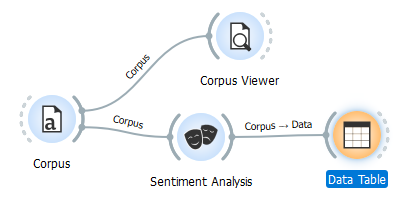 Corpus
Corpus Viewer
a
Corpus
Corpus
Sentiment Analysis
Corpus → Data
Data Table